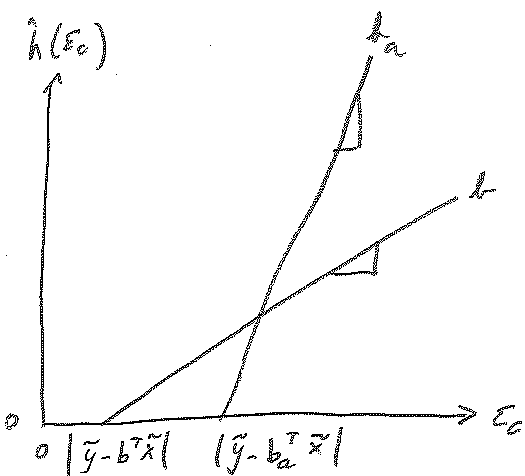 ĥ(ε_c)
b_a
b
0
ε_c
0 |ỹ - b^T x̃| |ỹ - b_a^T x̃|